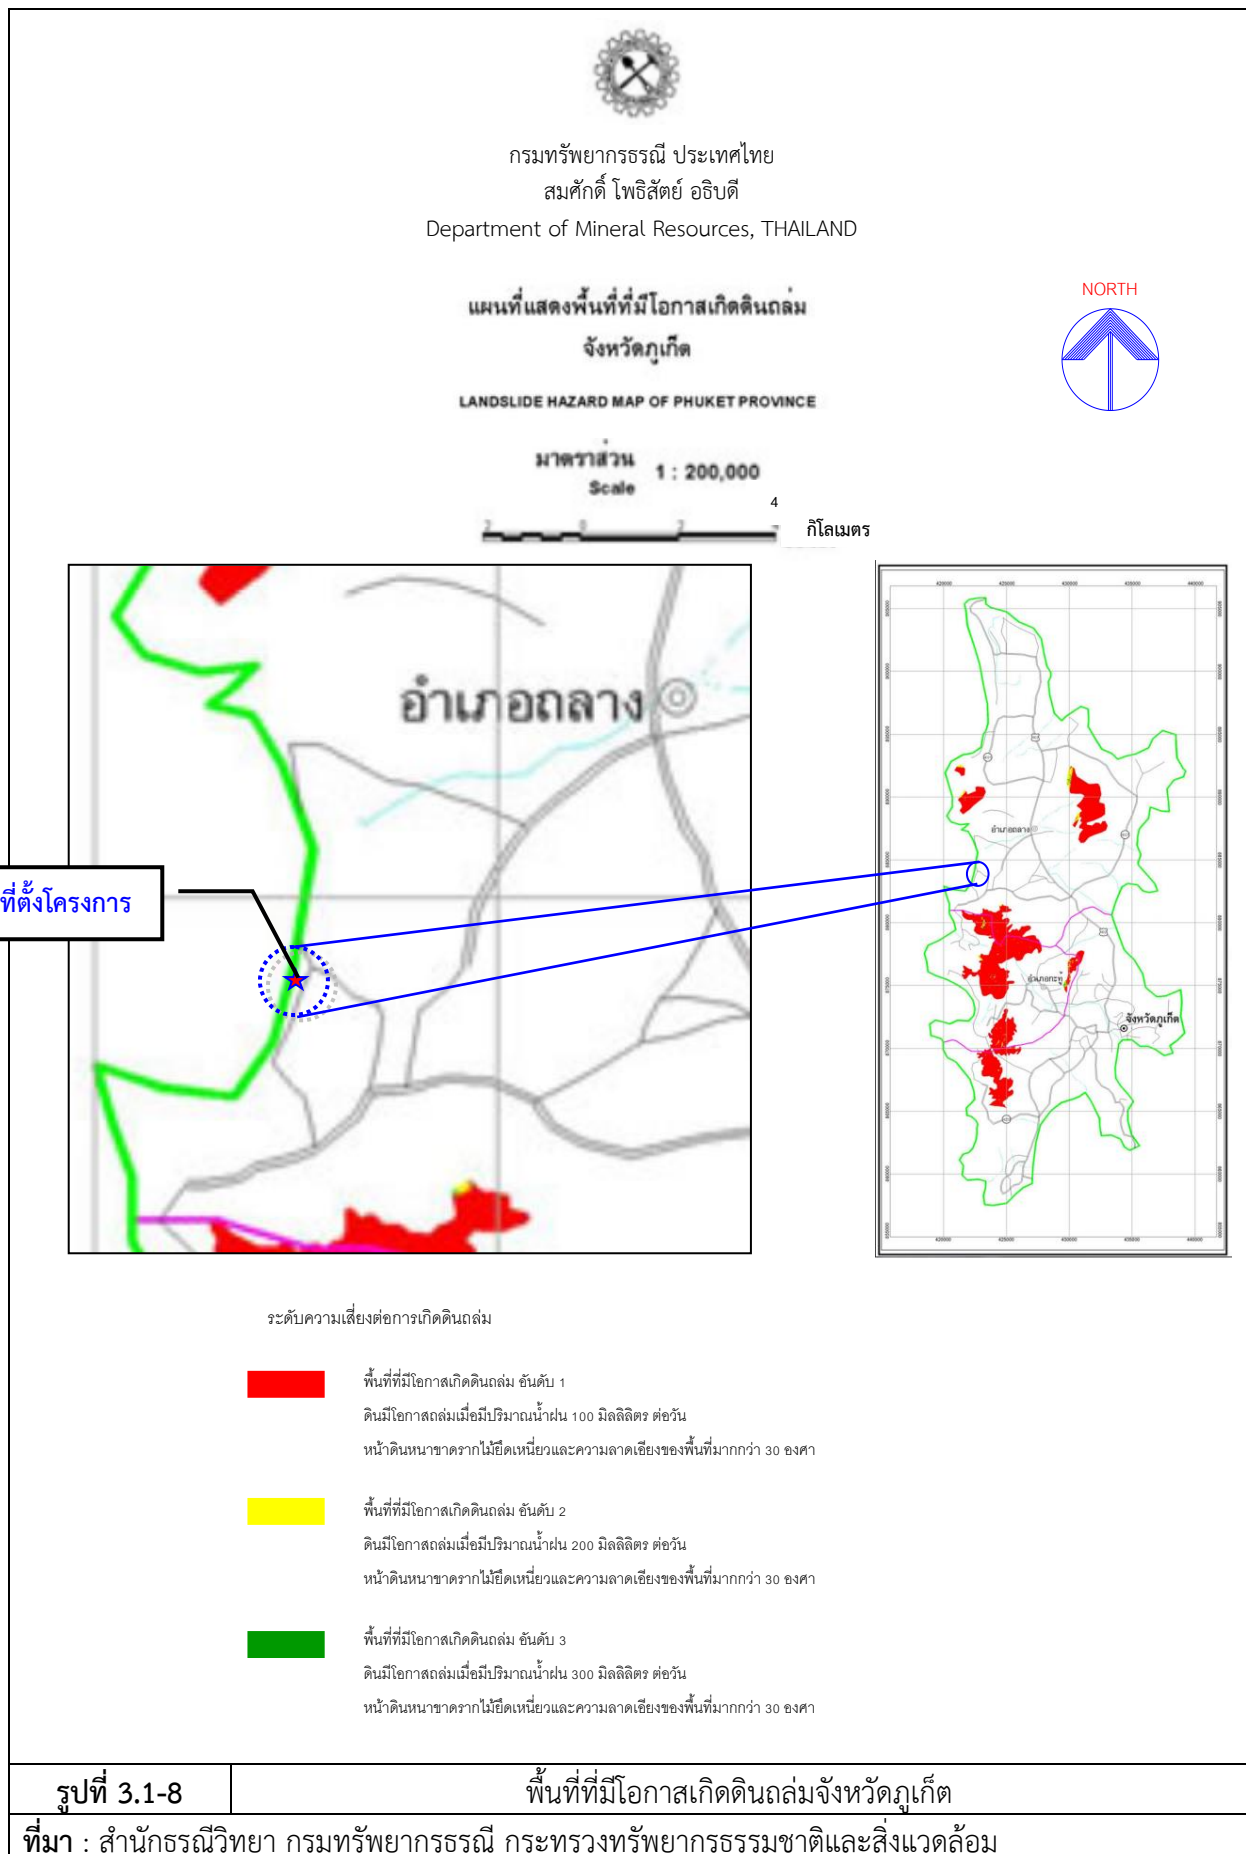 กรมทรัพยากรธรณี ประเทศไทย
สมศักดิ์ โพธิสัตย์ อธิบดี
Department of Mineral Resources, THAILAND
แผนที่แสดงพื้นที่ที่มีโอกาสเกิดดินถล่ม
จังหวัดภูเก็ต
LANDSLIDE HAZARD MAP OF PHUKET PROVINCE
NORTH
มาตราส่วน 1 : 200,000
Scale
2 0 2 4 กิโลเมตร
อำเภอถลาง
ที่ตั้งโครงการ
420000 425000 430000 435000 440000
อำเภอถลาง
อำเภอกะทู้
จังหวัดภูเก็ต
420000 425000 430000 435000 440000
ระดับความเสี่ยงต่อการเกิดดินถล่ม
พื้นที่ที่มีโอกาสเกิดดินถล่ม อันดับ 1
ดินมีโอกาสถล่มเมื่อมีปริมาณน้ำฝน 100 มิลลิลิตร ต่อวัน
หน้าดินหนาขาดรากไม้ยึดเหนี่ยวและความลาดเอียงของพื้นที่มากกว่า 30 องศา
พื้นที่ที่มีโอกาสเกิดดินถล่ม อันดับ 2
ดินมีโอกาสถล่มเมื่อมีปริมาณน้ำฝน 200 มิลลิลิตร ต่อวัน
หน้าดินหนาขาดรากไม้ยึดเหนี่ยวและความลาดเอียงของพื้นที่มากกว่า 30 องศา
พื้นที่ที่มีโอกาสเกิดดินถล่ม อันดับ 3
ดินมีโอกาสถล่มเมื่อมีปริมาณน้ำฝน 300 มิลลิลิตร ต่อวัน
หน้าดินหนาขาดรากไม้ยึดเหนี่ยวและความลาดเอียงของพื้นที่มากกว่า 30 องศา
รูปที่ 3.1-8 พื้นที่ที่มีโอกาสเกิดดินถล่มจังหวัดภูเก็ต
ที่มา : สำนักธรณีวิทยา กรมทรัพยากรธรณี กระทรวงทรัพยากรธรรมชาติและสิ่งแวดล้อม